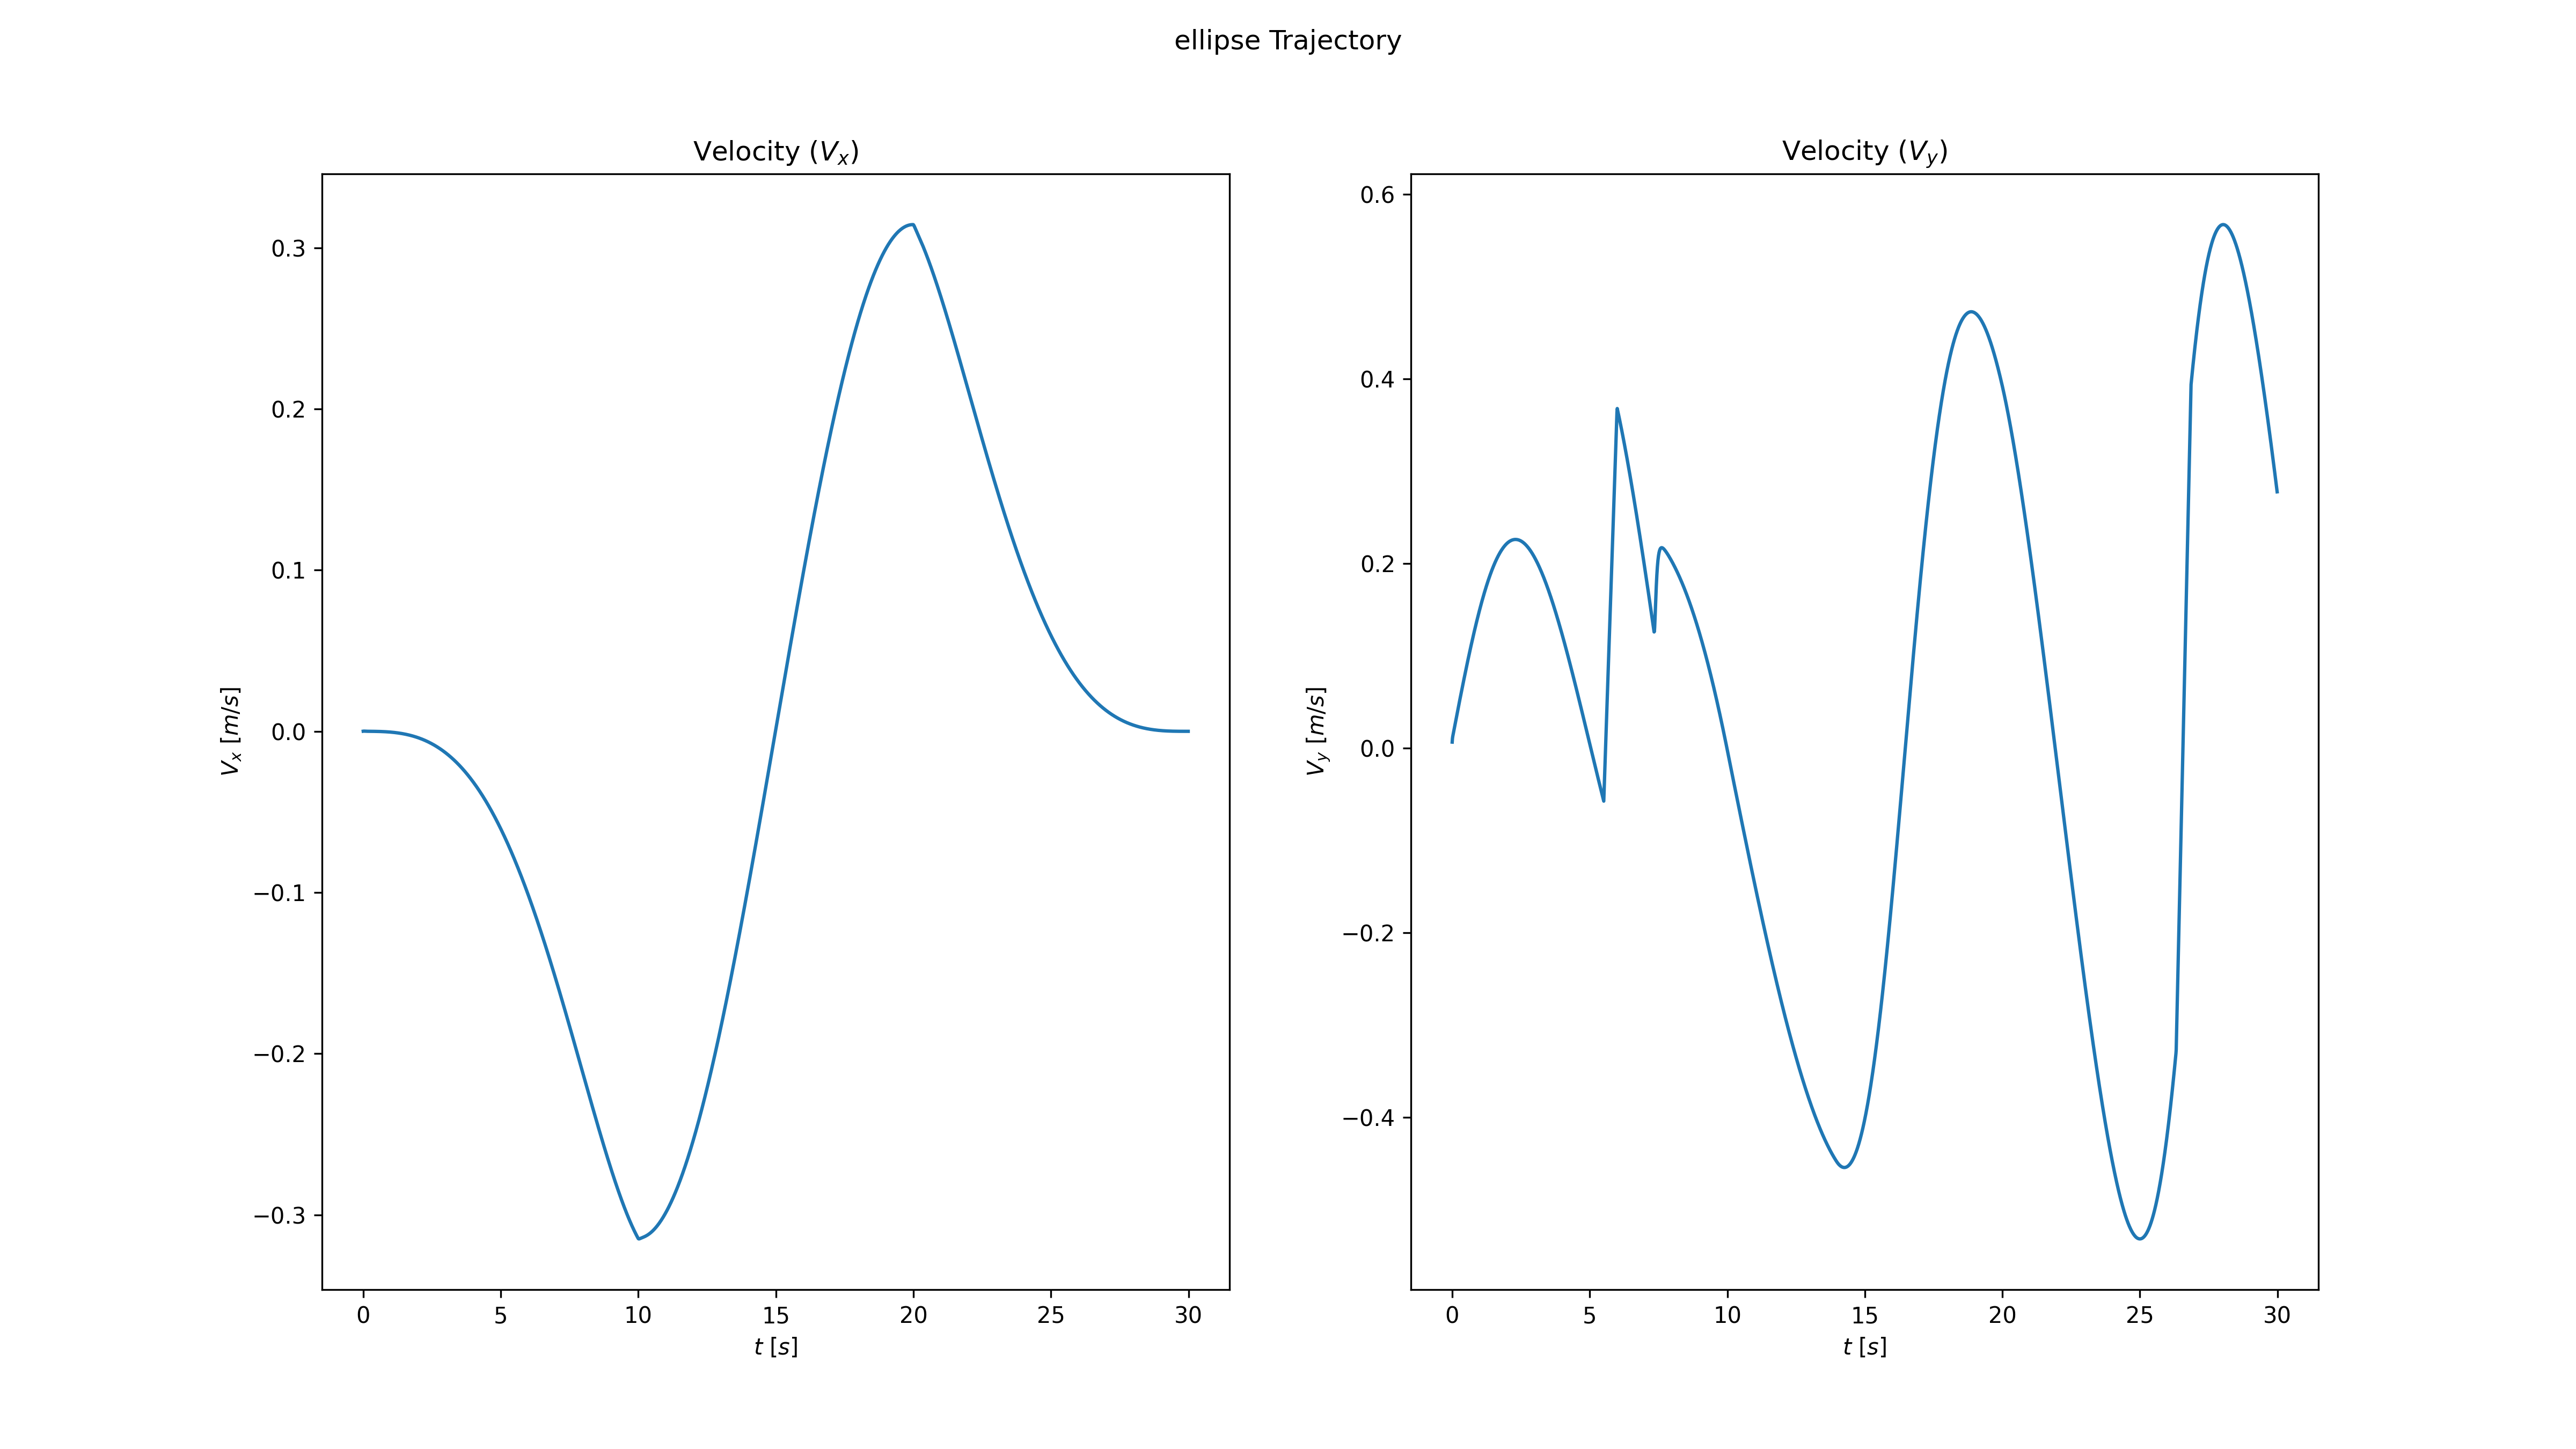 ellipse Trajectory
Velocity (Vx)
0.3
0.2
0.1
0.0
−0.1
−0.2
−0.3
Vx [m/s]
0 5 10 15 20 25 30
t [s]
Velocity (Vy)
0.6
0.4
0.2
0.0
−0.2
−0.4
Vy [m/s]
0 5 10 15 20 25 30
t [s]